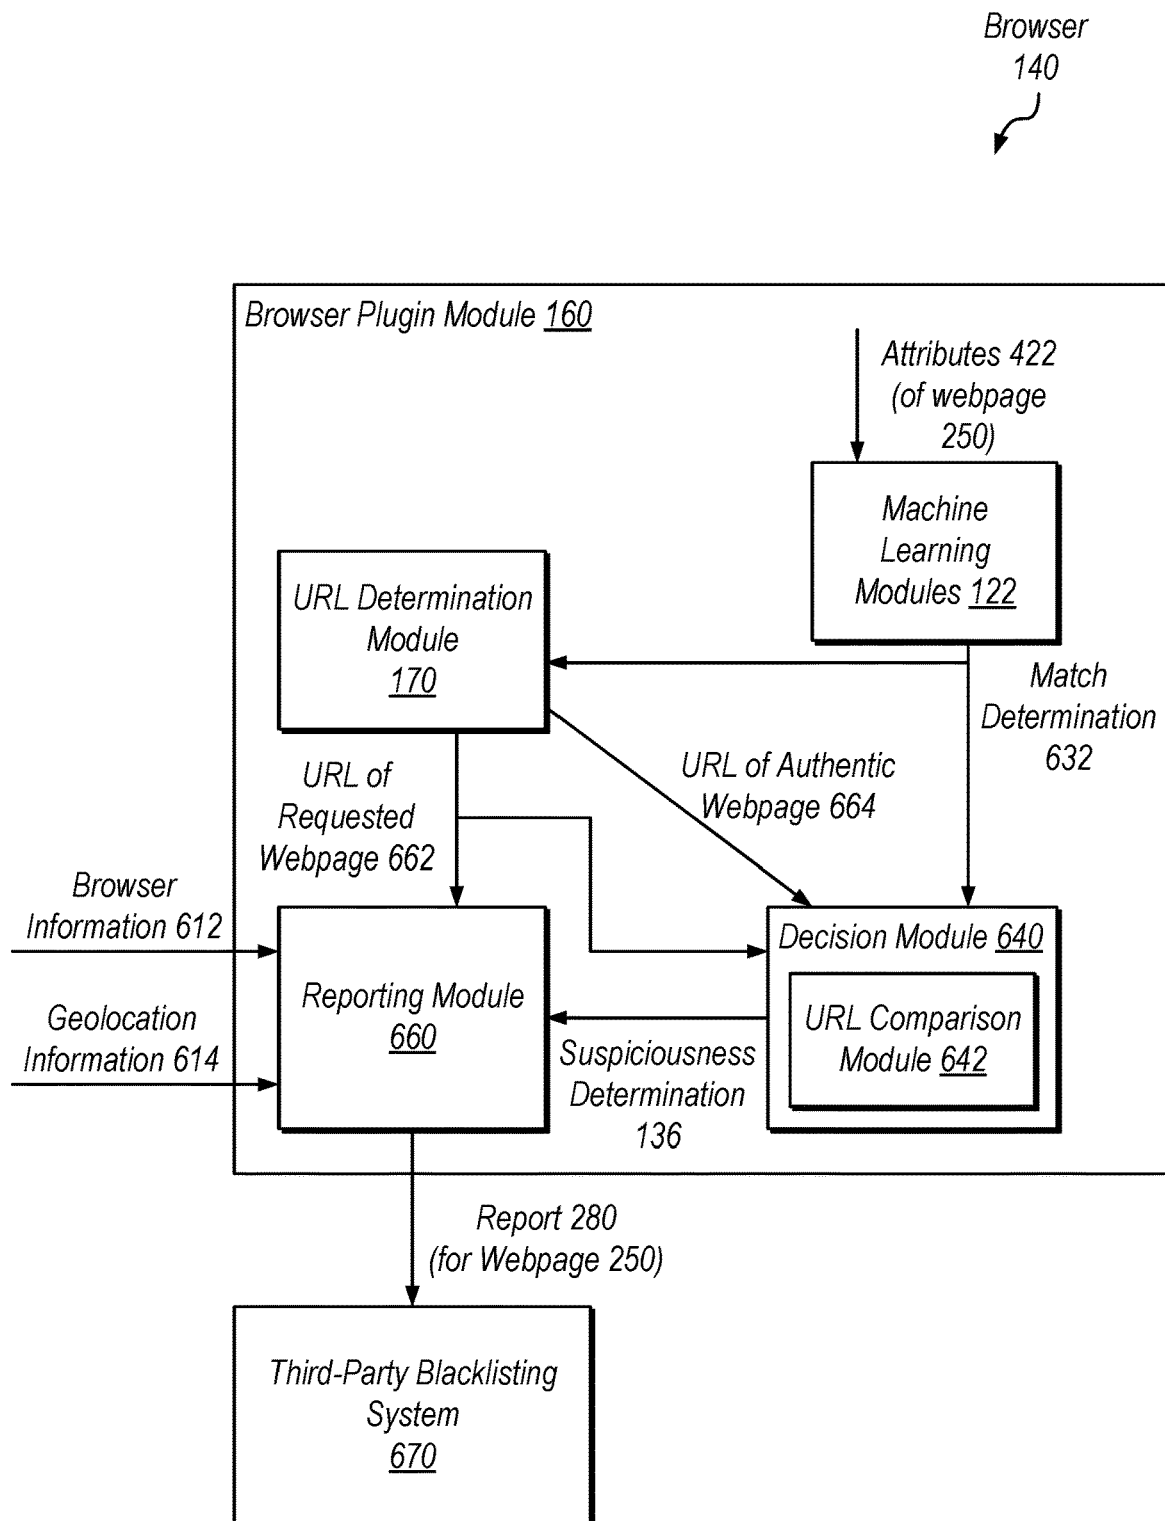 Browser
140
Browser Plugin Module 160
Attributes 422
(of webpage
250)
Machine
Learning
Modules 122
URL Determination
Module
170
Match
Determination
632
URL of
Requested
Webpage 662
URL of Authentic
Webpage 664
Browser
Information 612
Geolocation
Information 614
Reporting Module
660
Decision Module 640
URL Comparison
Module 642
Suspiciousness
Determination
136
Report 280
(for Webpage 250)
Third-Party Blacklisting
System
670